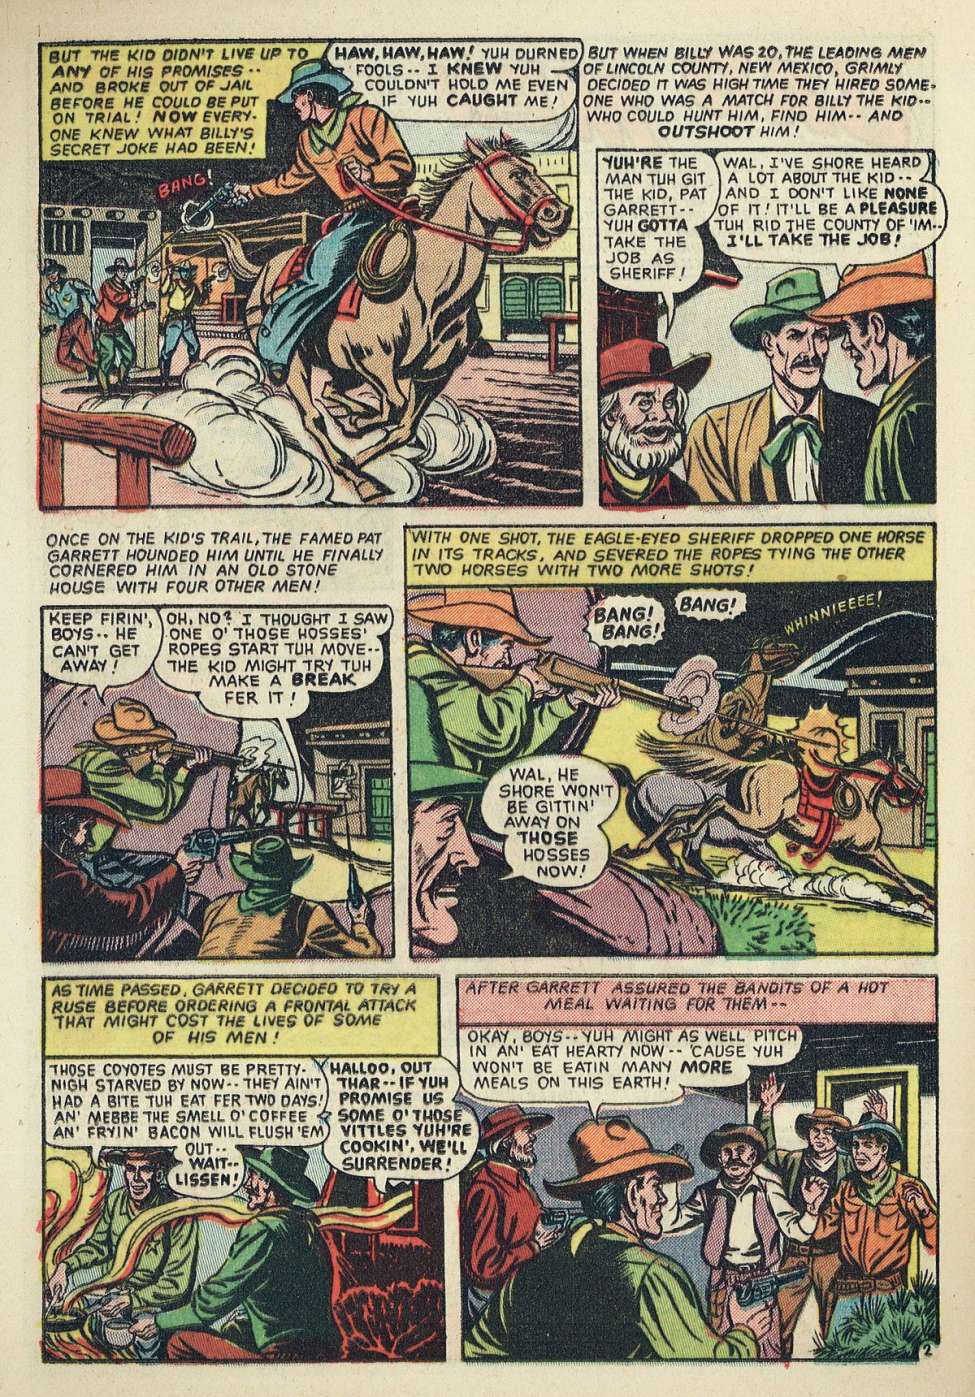 BUT THE KID DIDN'T LIVE UP TO
ANY OF HIS PROMISES--
AND BROKE OUT OF JAIL
BEFORE HE COULD BE PUT
ON TRIAL! NOW EVERY-
ONE KNEW WHAT BILLY'S
SECRET JOKE HAD BEEN!
HAW, HAW, HAW! YUH DURNED
FOOLS-- I KNEW YUH
COULDN'T HOLD ME EVEN
IF YUH CAUGHT ME!
BANG!
BUT WHEN BILLY WAS 20, THE LEADING MEN
OF LINCOLN COUNTY, NEW MEXICO, GRIMLY
DECIDED IT WAS HIGH TIME THEY HIRED SOME-
ONE WHO WAS A MATCH FOR BILLY THE KID--
WHO COULD HUNT HIM, FIND HIM-- AND
OUTSHOOT HIM!
YUH'RE THE
MAN TUH GIT
THE KID, PAT
GARRETT--
YUH GOTTA
TAKE THE
JOB AS
SHERIFF!
WAL, I'VE SHORE HEARD
A LOT ABOUT THE KID--
AND I DON'T LIKE NONE
OF IT! IT'LL BE A PLEASURE
TUH RID THE COUNTY OF 'IM--
I'LL TAKE THE JOB!
ONCE ON THE KID'S TRAIL, THE FAMED PAT
GARRETT HOUNDED HIM UNTIL HE FINALLY
CORNERED HIM IN AN OLD STONE
HOUSE WITH FOUR OTHER MEN!
KEEP FIRIN',
BOYS-- HE
CAN'T GET
AWAY!
OH, NO? I THOUGHT I SAW
ONE O' THOSE HOSSES'
ROPES START TUH MOVE--
THE KID MIGHT TRY TUH
MAKE A BREAK
FER IT!
WITH ONE SHOT, THE EAGLE-EYED SHERIFF DROPPED ONE HORSE
IN ITS TRACKS, AND SEVERED THE ROPES TYING THE OTHER
TWO HORSES WITH TWO MORE SHOTS!
BANG!
BANG!
BANG!
WHINNIEEEE!
WAL, HE
SHORE WON'T
BE GITTIN'
AWAY ON
THOSE
HOSSES
NOW!
AS TIME PASSED, GARRETT DECIDED TO TRY A
RUSE BEFORE ORDERING A FRONTAL ATTACK
THAT MIGHT COST THE LIVES OF SOME
OF HIS MEN!
THOSE COYOTES MUST BE PRETTY-
NIGH STARVED BY NOW-- THEY AIN'T
HAD A BITE TUH EAT FER TWO DAYS!
AN' MEBBE THE SMELL O' COFFEE
AN' FRYIN' BACON WILL FLUSH 'EM
OUT--
WAIT--
LISSEN!
HALLOO, OUT
THAR-- IF YUH
PROMISE US
SOME O' THOSE
VITTLES YUH'RE
COOKIN', WE'LL
SURRENDER!
AFTER GARRETT ASSURED THE BANDITS OF A HOT
MEAL WAITING FOR THEM--
OKAY, BOYS-- YUH MIGHT AS WELL PITCH
IN AN' EAT HEARTY NOW-- 'CAUSE YUH
WON'T BE EATIN MANY MORE
MEALS ON THIS EARTH!
2